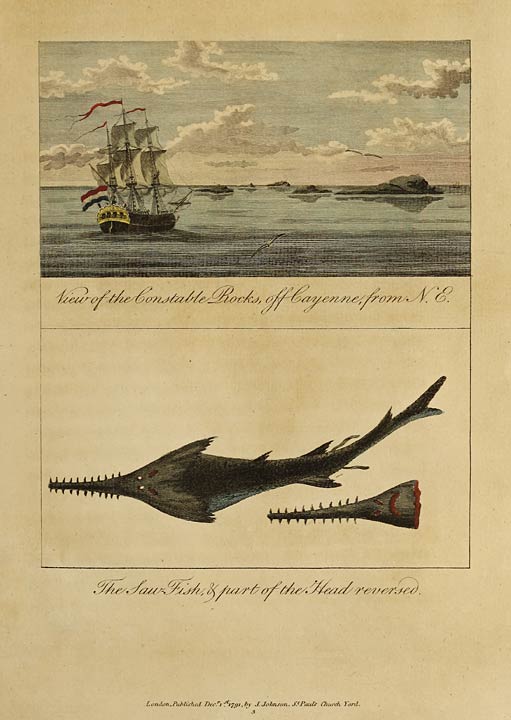 View of the Constable Rocks, off Cayenne, from N. E.
The Saw Fish, & part of the Head reversed.
London, Published Decr. 1st. 1791, by J. Johnson, St. Pauls Church Yard.
3